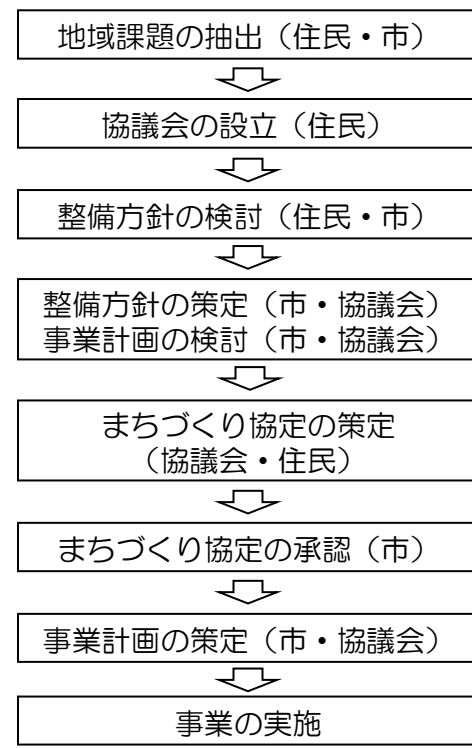 地域課題の抽出（住民・市）
協議会の設立（住民）
整備方針の検討（住民・市）
整備方針の策定（市・協議会）
事業計画の検討（市・協議会）
まちづくり協定の策定
（協議会・住民）
まちづくり協定の承認（市）
事業計画の策定（市・協議会）
事業の実施